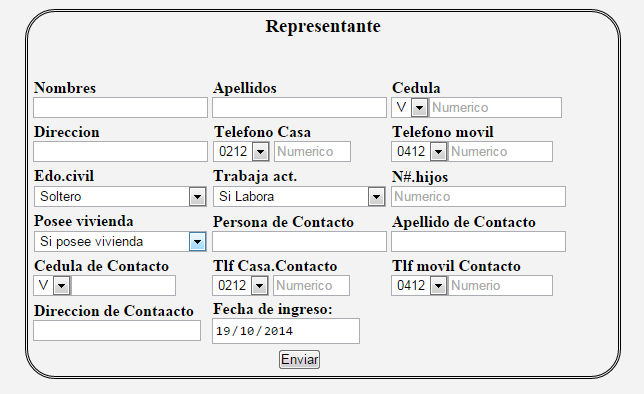 Representante
Nombres Apellidos Cedula
V Numerico
Direccion Telefono Casa Telefono movil
0212 Numerico 0412 Numerico
Edo.civil Trabaja act. N#.hijos
Soltero Si Labora Numerico
Posee vivienda Persona de Contacto Apellido de Contacto
Si posee vivienda
Cedula de Contacto Tlf Casa.Contacto Tlf movil Contacto
V 0212 Numerico 0412 Numerio
Direccion de Contaacto Fecha de ingreso:
19/10/2014
Enviar